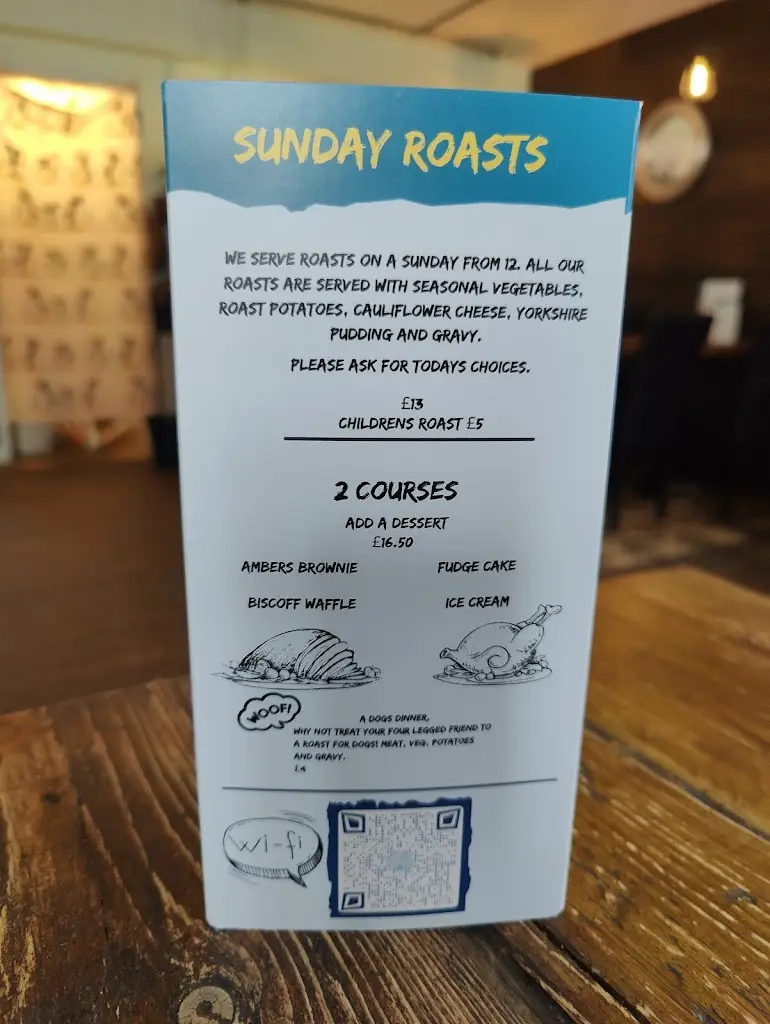 SUNDAY ROASTS
WE SERVE ROASTS ON A SUNDAY FROM 12. ALL OUR
ROASTS ARE SERVED WITH SEASONAL VEGETABLES,
ROAST POTATOES, CAULIFLOWER CHEESE, YORKSHIRE
PUDDING AND GRAVY.
PLEASE ASK FOR TODAYS CHOICES.
£13
CHILDRENS ROAST £5
2 COURSES
ADD A DESSERT
£16.50
AMBERS BROWNIE FUDGE CAKE
BISCOFF WAFFLE ICE CREAM
WOOF!
A DOGS DINNER,
WHY NOT TREAT YOUR FOUR LEGGED FRIEND TO
A ROAST FOR DOGS! MEAT, VEG, POTATOES
AND GRAVY.
£4
Wi-fi